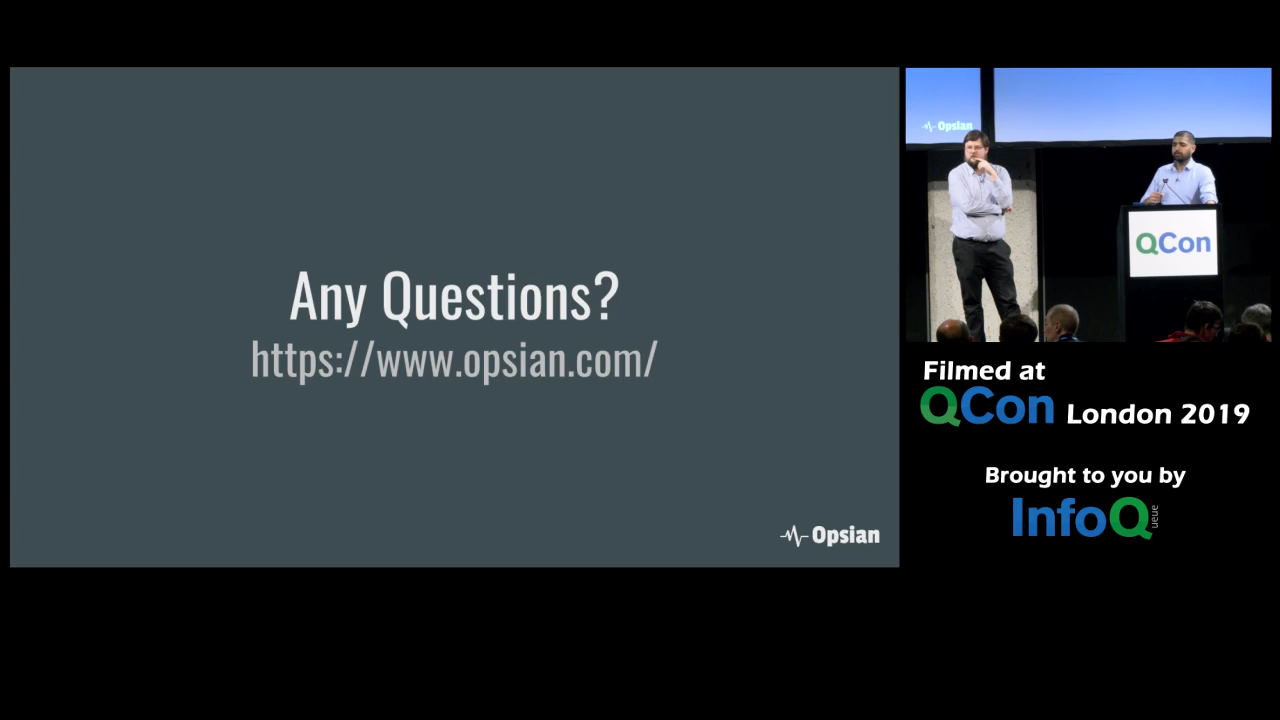 Any Questions?
https://www.opsian.com/
Opsian
Opsian
QCon
Filmed at
QCon London 2019
Brought to you by
InfoQ
ueue